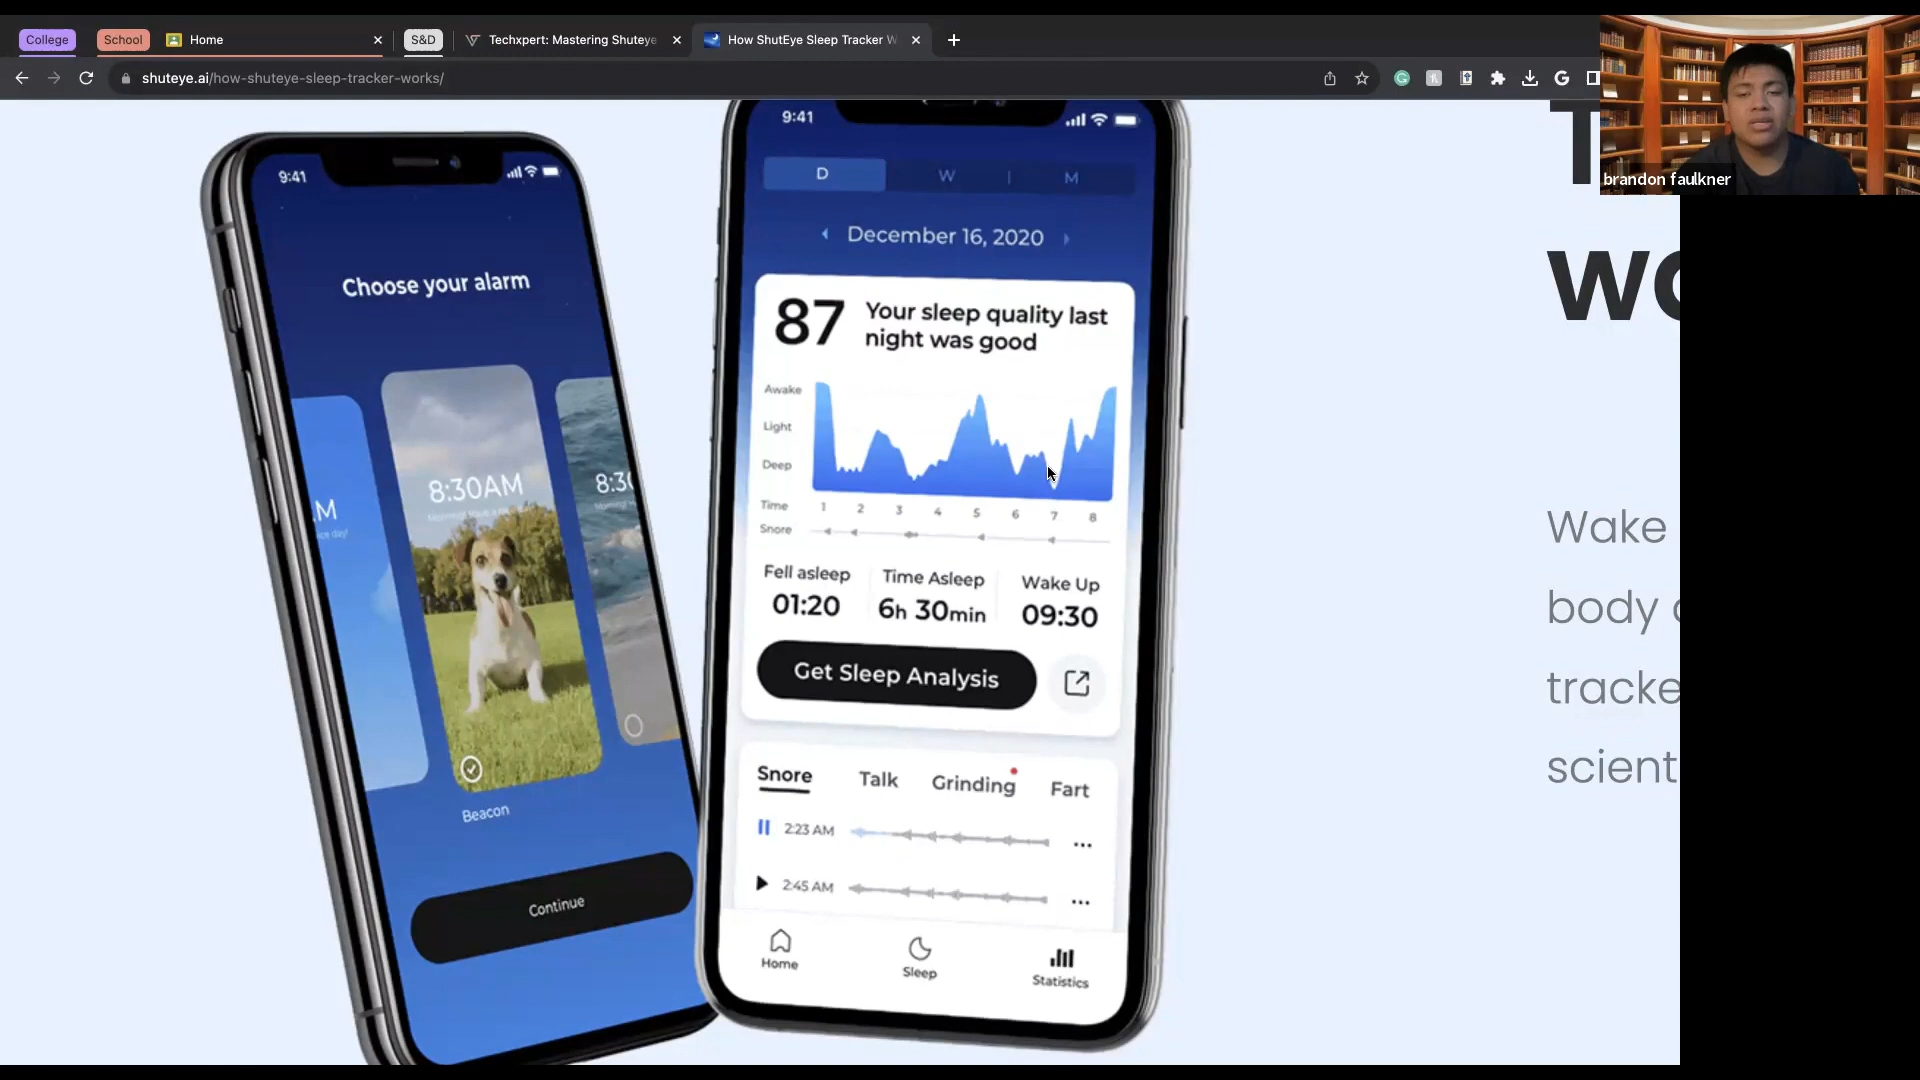 College
School
Home
S&D
Techxpert: Mastering Shuteye
How ShutEye Sleep Tracker W
shuteye.ai/how-shuteye-sleep-tracker-works/
brandon faulkner
9:41
Choose your alarm
8:30AM
8:30
Beacon
Continue
9:41
D W M
December 16, 2020
87 Your sleep quality last
night was good
Awake
Light
Deep
Time 1 2 3 4 5 6 7 8
Snore
Fell asleep Time Asleep Wake Up
01:20 6h 30min 09:30
Get Sleep Analysis
Snore Talk Grinding Fart
2:23 AM
2:45 AM
Home Sleep Statistics
Wake
body
tracke
scient